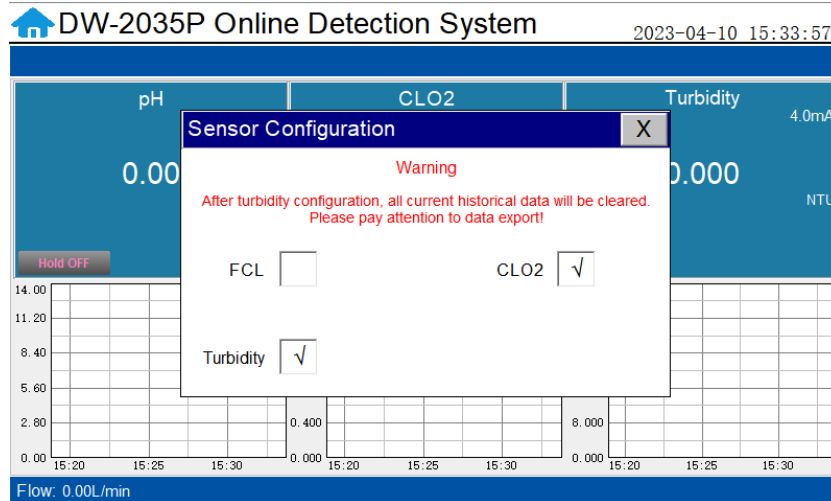 DW-2035P Online Detection System
2023-04-10 15:33:57
pH
CLO2
Turbidity
4.0mA
Sensor Configuration
X
0.00
Warning
0.000
After turbidity configuration, all current historical data will be cleared.
Please pay attention to data export!
NTU
Hold OFF
FCL
CLO2 √
14.00
11.20
8.40
Turbidity √
5.60
2.80
0.400
8.000
0.00
0.000
0.000
15:20
15:25
15:30
15:20
15:25
15:30
15:20
15:25
15:30
Flow: 0.00L/min